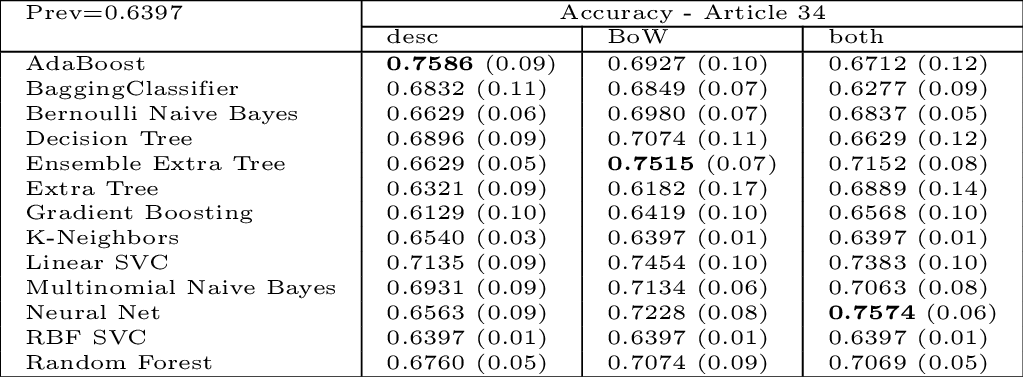 Prev=0.6397 Accuracy - Article 34
desc BoW both
AdaBoost 0.7586 (0.09) 0.6927 (0.10) 0.6712 (0.12)
BaggingClassifier 0.6832 (0.11) 0.6849 (0.07) 0.6277 (0.09)
Bernoulli Naive Bayes 0.6629 (0.06) 0.6980 (0.07) 0.6837 (0.05)
Decision Tree 0.6896 (0.09) 0.7074 (0.11) 0.6629 (0.12)
Ensemble Extra Tree 0.6629 (0.05) 0.7515 (0.07) 0.7152 (0.08)
Extra Tree 0.6321 (0.09) 0.6182 (0.17) 0.6889 (0.14)
Gradient Boosting 0.6129 (0.10) 0.6419 (0.10) 0.6568 (0.10)
K-Neighbors 0.6540 (0.03) 0.6397 (0.01) 0.6397 (0.01)
Linear SVC 0.7135 (0.09) 0.7454 (0.10) 0.7383 (0.10)
Multinomial Naive Bayes 0.6931 (0.09) 0.7134 (0.06) 0.7063 (0.08)
Neural Net 0.6563 (0.09) 0.7228 (0.08) 0.7574 (0.06)
RBF SVC 0.6397 (0.01) 0.6397 (0.01) 0.6397 (0.01)
Random Forest 0.6760 (0.05) 0.7074 (0.09) 0.7069 (0.05)